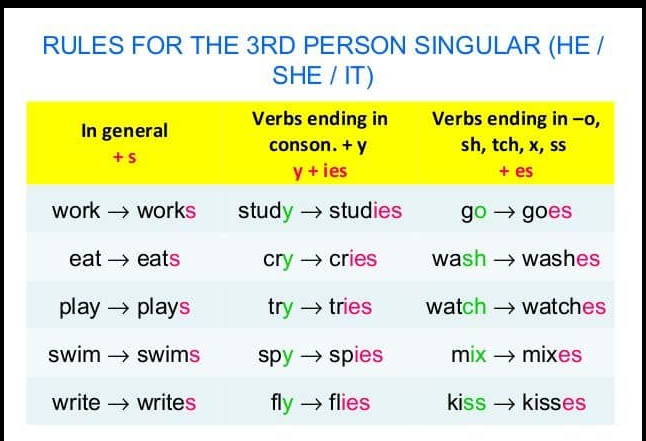 RULES FOR THE 3RD PERSON SINGULAR (HE /
SHE / IT)
In general
+ s
Verbs ending in
conson. + y
y + ies
Verbs ending in –o,
sh, tch, x, ss
+ es
work → works
study → studies
go → goes
eat → eats
cry → cries
wash → washes
play → plays
try → tries
watch → watches
swim → swims
spy → spies
mix → mixes
write → writes
fly → flies
kiss → kisses